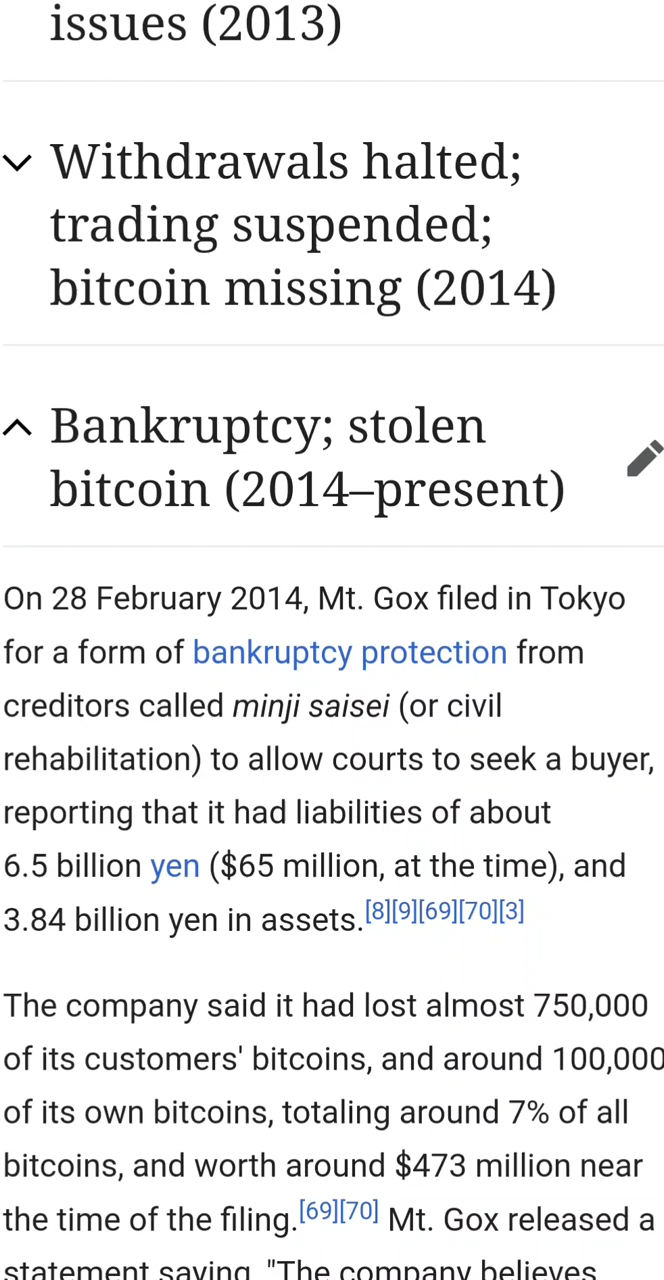 issues (2013)
Withdrawals halted;
trading suspended;
bitcoin missing (2014)
Bankruptcy; stolen
bitcoin (2014–present)
On 28 February 2014, Mt. Gox filed in Tokyo
for a form of bankruptcy protection from
creditors called minji saisei (or civil
rehabilitation) to allow courts to seek a buyer,
reporting that it had liabilities of about
6.5 billion yen ($65 million, at the time), and
3.84 billion yen in assets.[8][9][69][70][3]
The company said it had lost almost 750,000
of its customers' bitcoins, and around 100,000
of its own bitcoins, totaling around 7% of all
bitcoins, and worth around $473 million near
the time of the filing.[69][70] Mt. Gox released a
statement saying, "The company believes